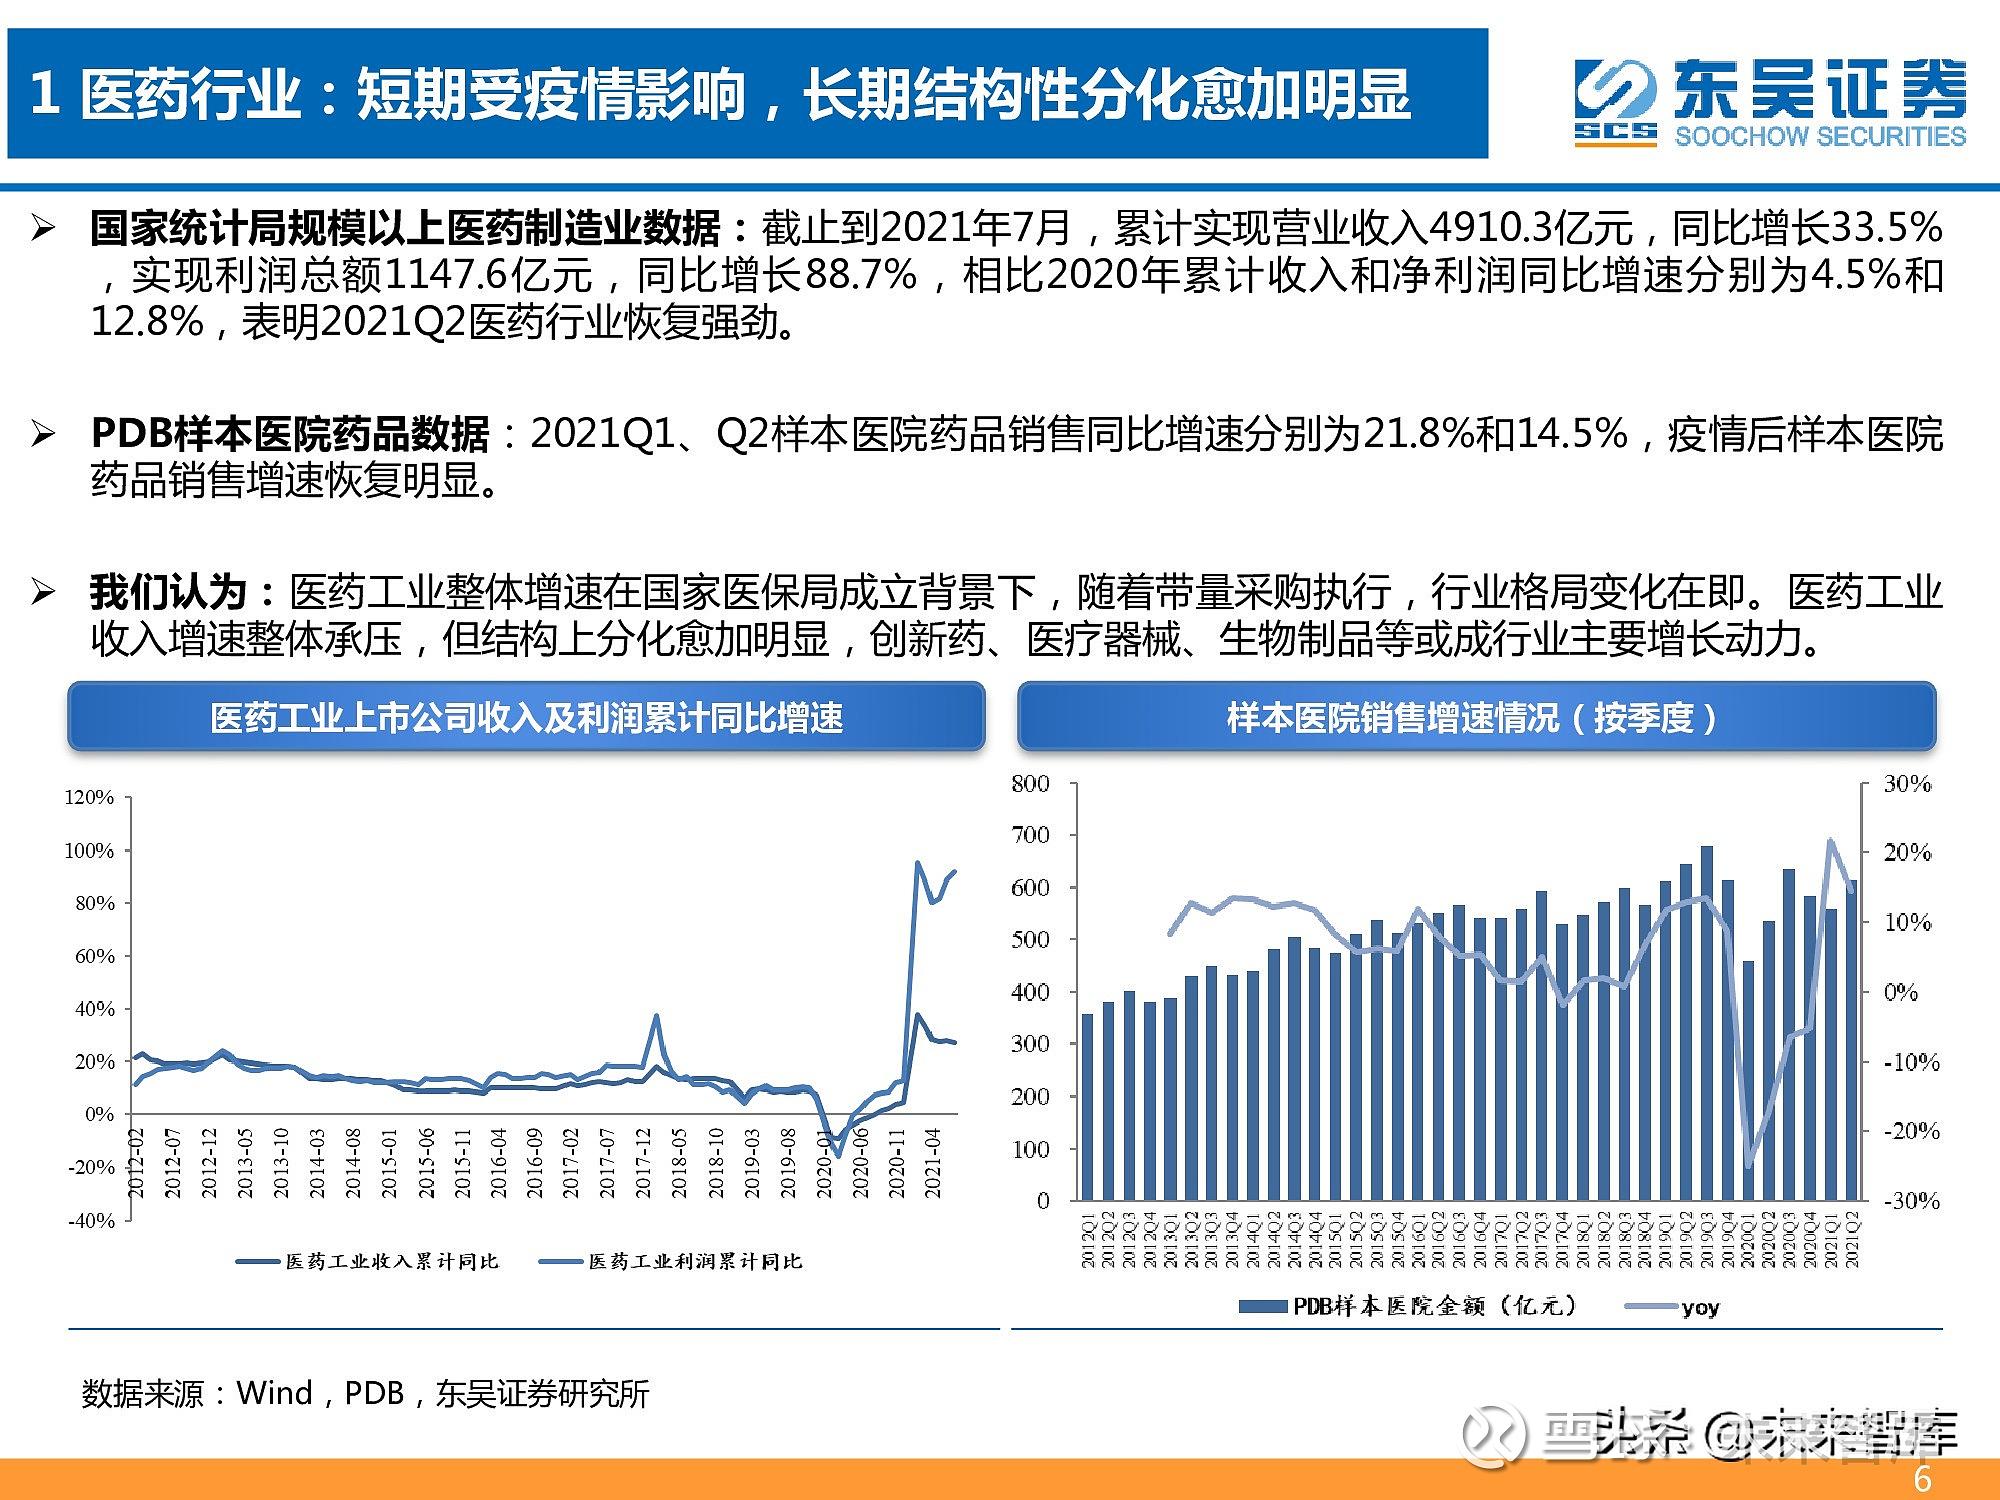 1 医药行业：短期受疫情影响，长期结构性分化愈加明显
东吴证券
SCS
SOOCHOW SECURITIES
➢ 国家统计局规模以上医药制造业数据：截止到2021年7月，累计实现营业收入4910.3亿元，同比增长33.5%
，实现利润总额1147.6亿元，同比增长88.7%，相比2020年累计收入和净利润同比增速分别为4.5%和
12.8%，表明2021Q2医药行业恢复强劲。
➢ PDB样本医院药品数据：2021Q1、Q2样本医院药品销售同比增速分别为21.8%和14.5%，疫情后样本医院
药品销售增速恢复明显。
➢ 我们认为：医药工业整体增速在国家医保局成立背景下，随着带量采购执行，行业格局变化在即。医药工业
收入增速整体承压，但结构上分化愈加明显，创新药、医疗器械、生物制品等或成行业主要增长动力。
医药工业上市公司收入及利润累计同比增速
120%
100%
80%
60%
40%
20%
0%
-20%
-40%
2012-02
2012-07
2012-12
2013-05
2013-10
2014-03
2014-08
2015-01
2015-06
2015-11
2016-04
2016-09
2017-02
2017-07
2017-12
2018-05
2018-10
2019-03
2019-08
2020-01
2020-06
2020-11
2021-04
医药工业收入累计同比
医药工业利润累计同比
样本医院销售增速情况（按季度）
800
700
600
500
400
300
200
100
0
30%
20%
10%
0%
-10%
-20%
-30%
2012Q1
2012Q2
2012Q3
2012Q4
2013Q1
2013Q2
2013Q3
2013Q4
2014Q1
2014Q2
2014Q3
2014Q4
2015Q1
2015Q2
2015Q3
2015Q4
2016Q1
2016Q2
2016Q3
2016Q4
2017Q1
2017Q2
2017Q3
2017Q4
2018Q1
2018Q2
2018Q3
2018Q4
2019Q1
2019Q2
2019Q3
2019Q4
2020Q1
2020Q2
2020Q3
2020Q4
2021Q1
2021Q2
PDB样本医院金额（亿元）
yoy
数据来源：Wind，PDB，东吴证券研究所
头条 @未来智库
6